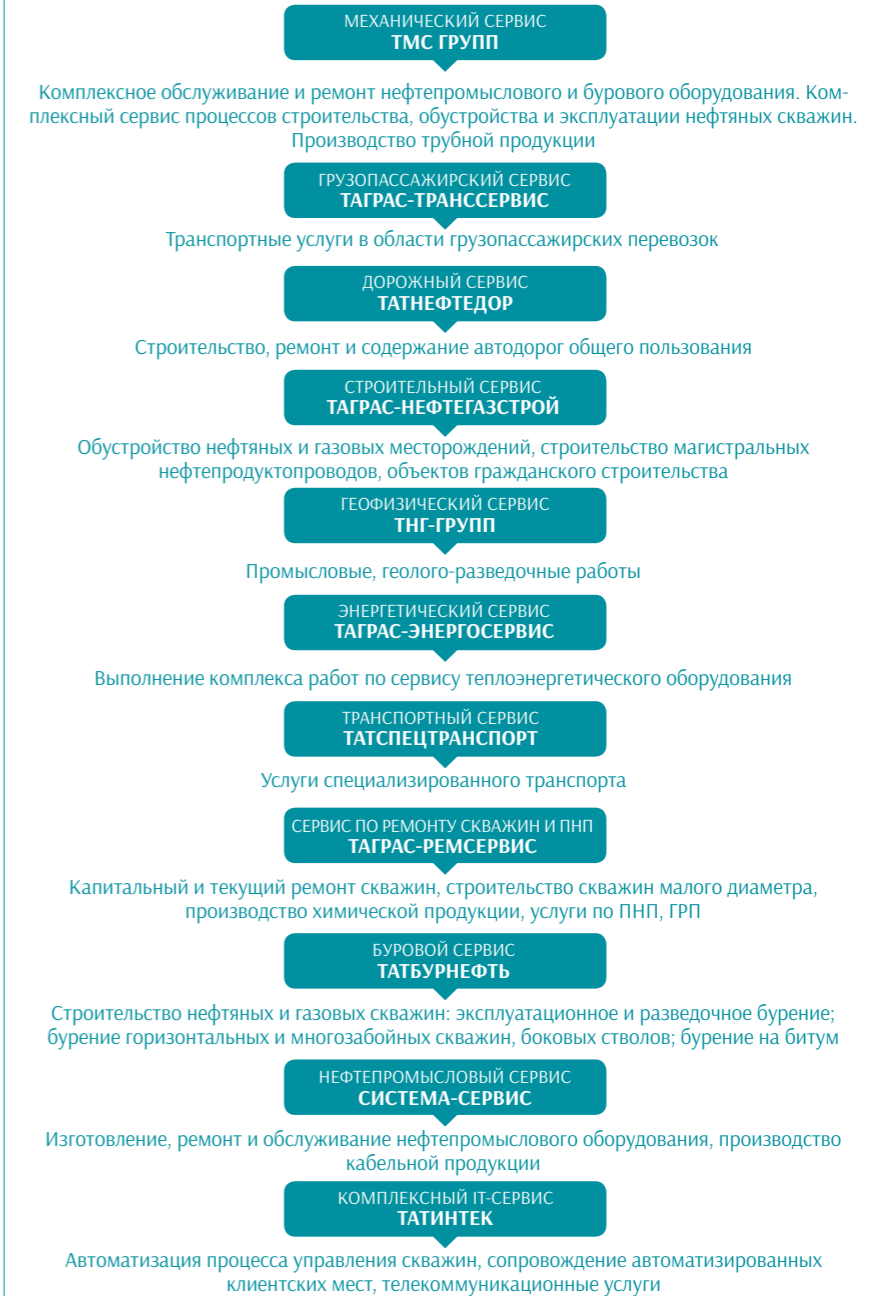 МЕХАНИЧЕСКИЙ СЕРВИС
ТМС ГРУПП
Комплексное обслуживание и ремонт нефтепромыслового и бурового оборудования. Ком-
плексный сервис процессов строительства, обустройства и эксплуатации нефтяных скважин.
Производство трубной продукции
ГРУЗОПАССАЖИРСКИЙ СЕРВИС
ТАГРАС-ТРАНССЕРВИС
Транспортные услуги в области грузопассажирских перевозок
ДОРОЖНЫЙ СЕРВИС
ТАТНЕФТЕДОР
Строительство, ремонт и содержание автодорог общего пользования
СТРОИТЕЛЬНЫЙ СЕРВИС
ТАГРАС-НЕФТЕГАЗСТРОЙ
Обустройство нефтяных и газовых месторождений, строительство магистральных
нефтепродуктопроводов, объектов гражданского строительства
ГЕОФИЗИЧЕСКИЙ СЕРВИС
ТНГ-ГРУПП
Промысловые, геолого-разведочные работы
ЭНЕРГЕТИЧЕСКИЙ СЕРВИС
ТАГРАС-ЭНЕРГОСЕРВИС
Выполнение комплекса работ по сервису теплоэнергетического оборудования
ТРАНСПОРТНЫЙ СЕРВИС
ТАТСПЕЦТРАНСПОРТ
Услуги специализированного транспорта
СЕРВИС ПО РЕМОНТУ СКВАЖИН И ПНП
ТАГРАС-РЕМСЕРВИС
Капитальный и текущий ремонт скважин, строительство скважин малого диаметра,
производство химической продукции, услуги по ПНП, ГРП
БУРОВОЙ СЕРВИС
ТАТБУРНЕФТЬ
Строительство нефтяных и газовых скважин: эксплуатационное и разведочное бурение;
бурение горизонтальных и многозабойных скважин, боковых стволов; бурение на битум
НЕФТЕПРОМЫСЛОВЫЙ СЕРВИС
СИСТЕМА-СЕРВИС
Изготовление, ремонт и обслуживание нефтепромыслового оборудования, производство
кабельной продукции
КОМПЛЕКСНЫЙ IT-СЕРВИС
ТАТИНТЕК
Автоматизация процесса управления скважин, сопровождение автоматизированных
клиентских мест, телекоммуникационные услуги